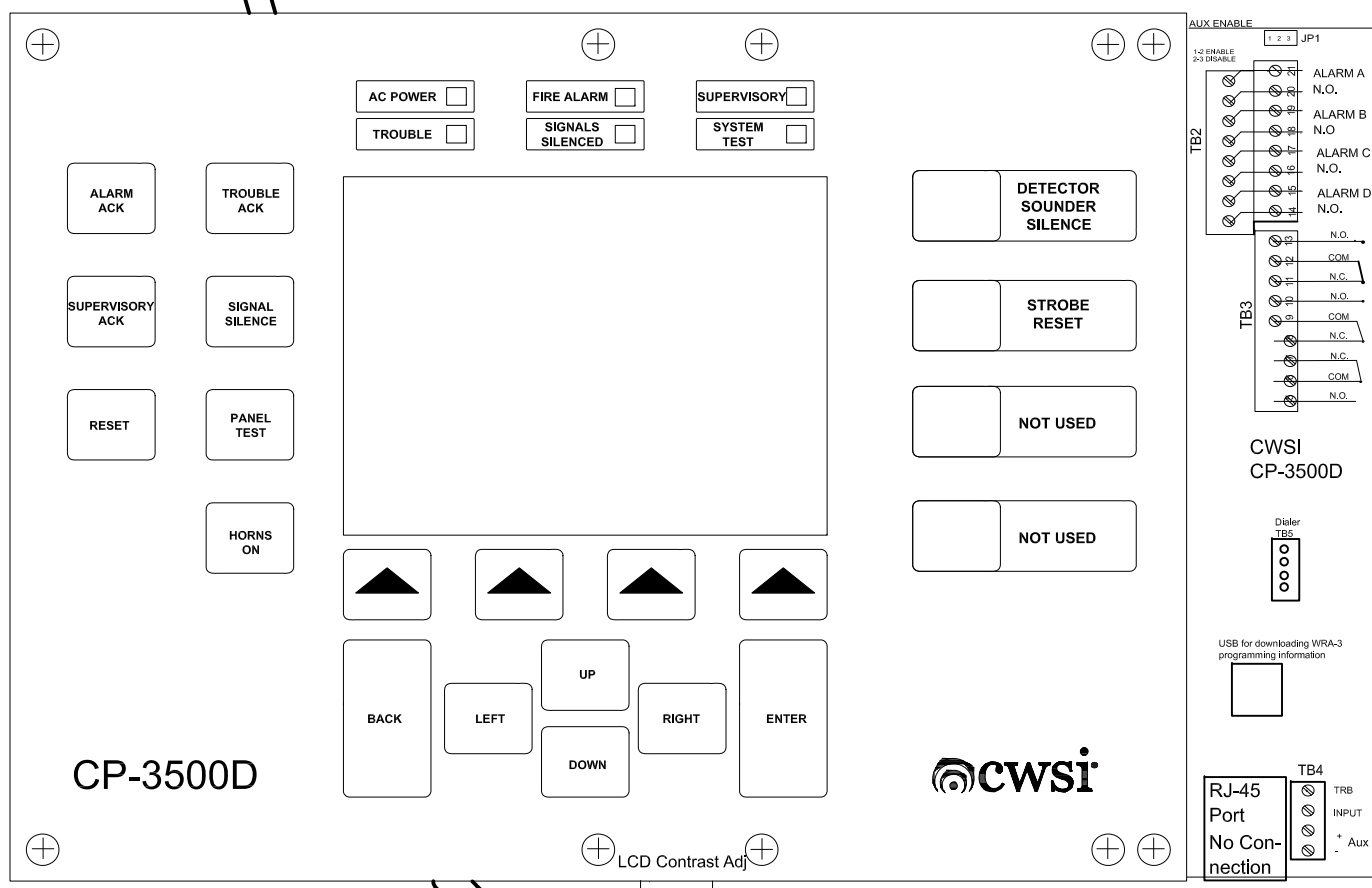 AUX ENABLE
1 2 3 JP1
1-2 ENABLE
2-3 DISABLE
AC POWER
FIRE ALARM
SUPERVISORY
TROUBLE
SIGNALS
SILENCED
SYSTEM
TEST
ALARM
ACK
TROUBLE
ACK
SUPERVISORY
ACK
SIGNAL
SILENCE
RESET
PANEL
TEST
HORNS
ON
DETECTOR
SOUNDER
SILENCE
STROBE
RESET
NOT USED
NOT USED
BACK
LEFT
UP
DOWN
RIGHT
ENTER
CP-3500D
cwsi
LCD Contrast Adj
TB2
21 ALARM A
20 N.O.
19 ALARM B
18 N.O
17 ALARM C
16 N.O.
15 ALARM D
14 N.O.
TB3
13 N.O.
12 COM
11 N.C.
10 N.O.
9 COM
N.C.
N.C.
COM
N.O.
CWSI
CP-3500D
Dialer
TB5
USB for downloading WRA-3
programming information
RJ-45
Port
No Con-
nection
TB4
TRB
INPUT
+
- Aux